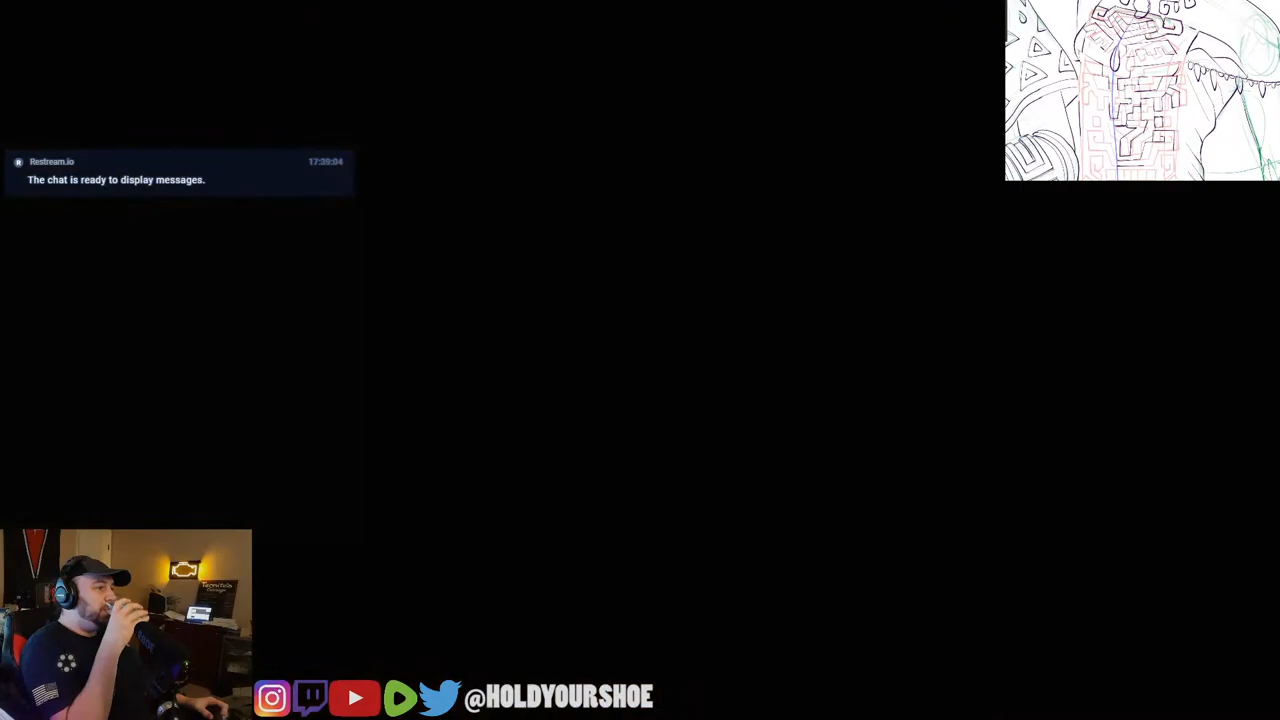 Restream.io 17:39:04
The chat is ready to display messages.
@HOLDYOURSHOE